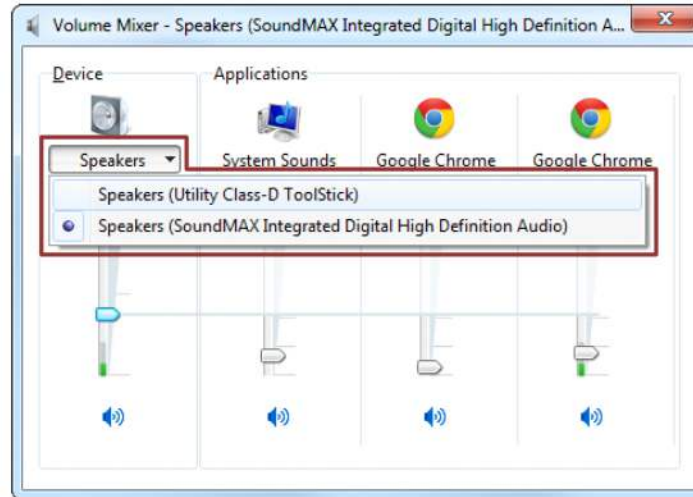 Volume Mixer - Speakers (SoundMAX Integrated Digital High Definition A...
Device
Applications
Speakers
System Sounds
Google Chrome
Google Chrome
Speakers (Utility Class-D ToolStick)
Speakers (SoundMAX Integrated Digital High Definition Audio)